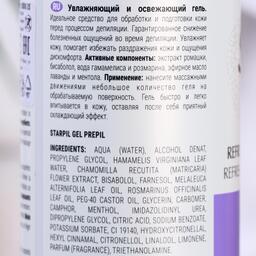 RU Увлажняющий и освежающий гель.
Идеальное средство для обработки и подготовки кожи
перед процессом депиляции. Гарантированное снижение
болезненных ощущений во время депиляции. Увлажняет
кожу, помогает избежать раздражения кожи и ощущения
дискомфорта. Активные компоненты: экстракт ромашки,
бисаболол, вода гамамелиса и розмарина, эфирное масло
лаванды и ментола. Применение: нанесите массажными
движениями небольшое количество геля на
обрабатываемую поверхность. Гель быстро и легко
впитывается в кожу, оставляя после себя приятный
охлаждающий эффект.
STARPIL GEL PREPIL
INGREDIENTS: AQUA (WATER), ALCOHOL DENAT,
PROPYLENE GLYCOL, HAMAMELIS VIRGINIANA LEAF
WATER, CHAMOMILLA RECUTITA (MATRICARIA)
FLOWER EXTRACT, BISABOLOL, FARNESOL, MELALEUCA
ALTERNIFOLIA LEAF OIL, ROSMARINUS OFFICINALIS
LEAF OIL, PEG-40 CASTOR OIL, GLYCERIN, CARBOMER,
CAMPHOR, MENTHOL, IMIDAZOLIDINYL UREA,
DIPROPYLENE GLYCOL, CITRIC ACID, SODIUM BENZOATE,
POTASSIUM SORBATE, CI 19140, HYDROXYCITRONELLAL,
HEXYL CINNAMAL, CITRONELLOL, LINALOOL, LIMONENE,
PARFUM (FRAGRANCE), TRIETHANOLAMINE.